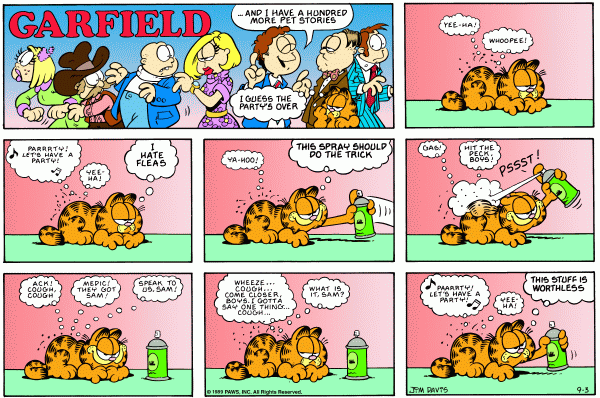 GARFIELD
... AND I HAVE A HUNDRED
MORE PET STORIES
I GUESS THE
PARTY'S OVER
YEE-HA!
WHOOPEE!
PARRRTY!
LET'S HAVE A
PARTY!
YEE-
HA!
I
HATE
FLEAS
YA-HOO!
THIS SPRAY SHOULD
DO THE TRICK
GAS!
HIT THE
DECK,
BOYS!
PSSST!
ACK!
COUGH,
COUGH
MEDIC!
THEY GOT
SAM!
SPEAK TO
US, SAM!
WHEEZE...
COUGH...
COME CLOSER,
BOYS. I GOTTA
SAY ONE THING...
COUGH...
WHAT IS
IT, SAM?
© 1989 PAWS, INC. All Rights Reserved.
PAARRTY!
LET'S HAVE A
PARTY!
YEE-
HA!
THIS STUFF IS
WORTHLESS
JIM DAVIS
9-3